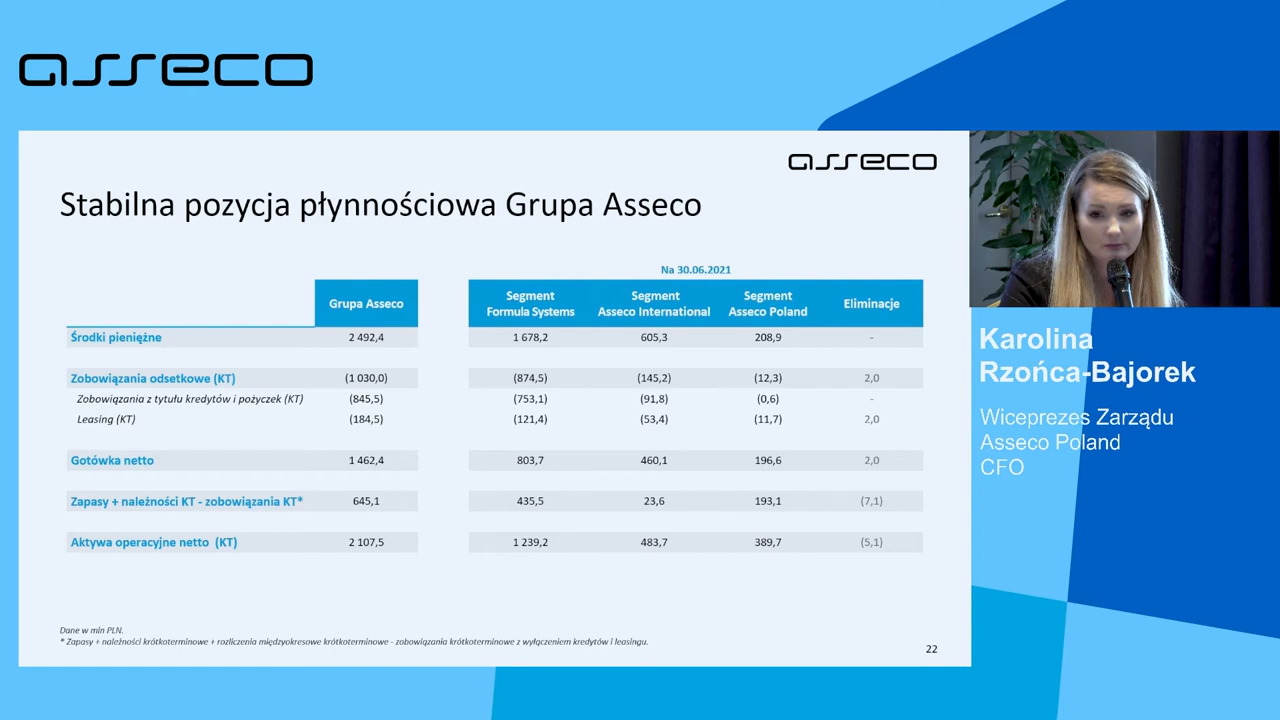 asseco
asseco
Stabilna pozycja płynnościowa Grupa Asseco
Na 30.06.2021
Grupa Asseco
Segment Formula Systems
Segment Asseco International
Segment Asseco Poland
Eliminacje
Środki pieniężne 2 492,4 1 678,2 605,3 208,9 -
Zobowiązania odsetkowe (KT) (1 030,0) (874,5) (145,2) (12,3) 2,0
Zobowiązania z tytułu kredytów i pożyczek (KT) (845,5) (753,1) (91,8) (0,6) -
Leasing (KT) (184,5) (121,4) (53,4) (11,7) 2,0
Gotówka netto 1 462,4 803,7 460,1 196,6 2,0
Zapasy + należności KT - zobowiązania KT* 645,1 435,5 23,6 193,1 (7,1)
Aktywa operacyjne netto (KT) 2 107,5 1 239,2 483,7 389,7 (5,1)
Dane w mln PLN.
* Zapasy + należności krótkoterminowe + rozliczenia międzyokresowe krótkoterminowe - zobowiązania krótkoterminowe z wyłączeniem kredytów i leasingu.
22
Karolina
Rzońca-Bajorek
Wiceprezes Zarządu
Asseco Poland
CFO